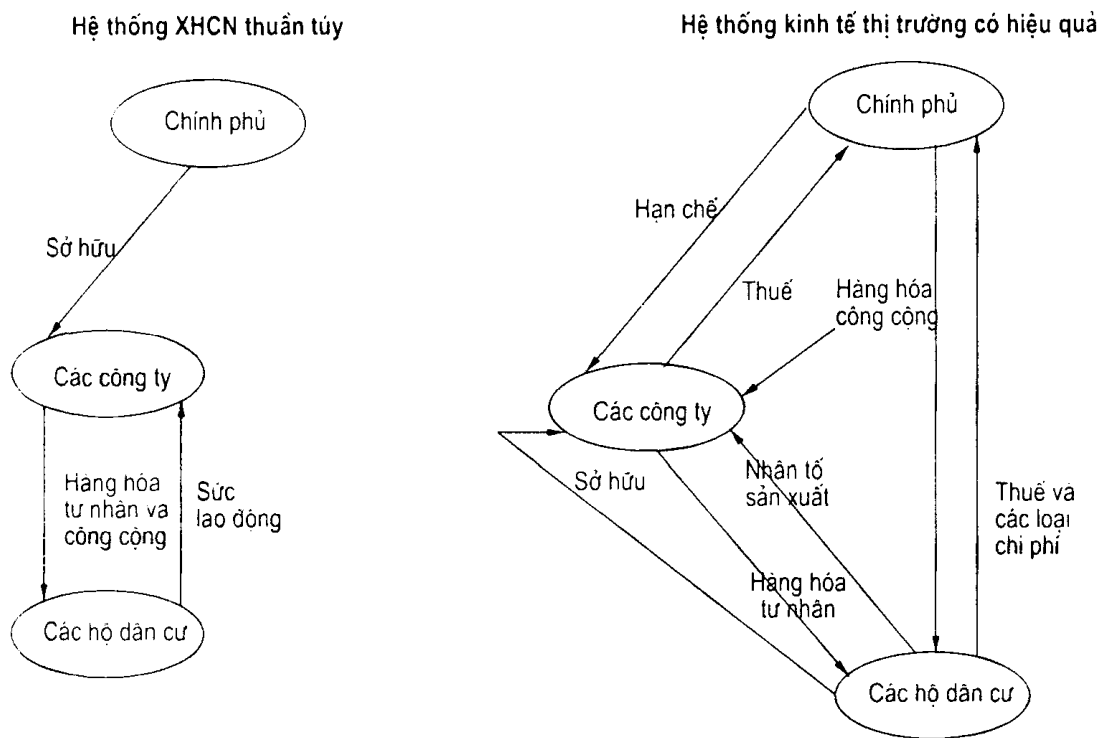 Hệ thống XHCN thuần túy
Chính phủ
Sở hữu
Các công ty
Hàng hóa
tư nhân va
công cộng
Sức
lao động
Các hộ dân cư
Hệ thống kinh tế thị trường có hiệu quả
Chính phủ
Hạn chế
Thuế
Hàng hóa
công cộng
Các công ty
Sở hữu
Nhân tố
sản xuất
Thuế và
các loại
chi phí
Hàng hóa
tư nhân
Các hộ dân cư